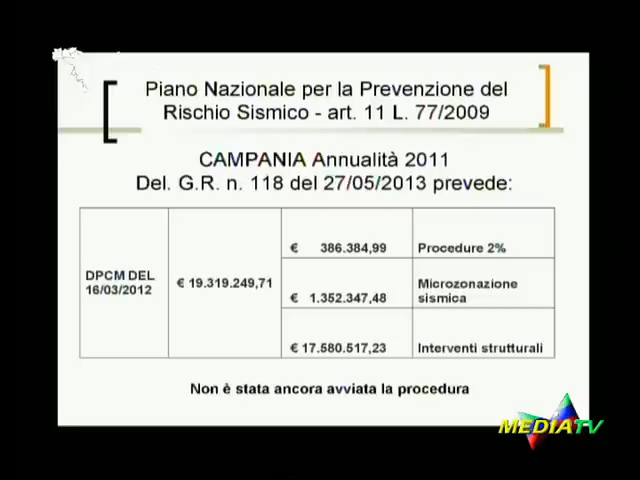 Piano Nazionale per la Prevenzione del
Rischio Sismico - art. 11 L. 77/2009
CAMPANIA Annualità 2011
Del. G.R. n. 118 del 27/05/2013 prevede:
DPCM DEL
16/03/2012
€ 19.319.249,71
€ 386.384,99
Procedure 2%
€ 1.352.347,48
Microzonazione
sismica
€ 17.580.517,23
Interventi strutturali
Non è stata ancora avviata la procedura
MEDIATV